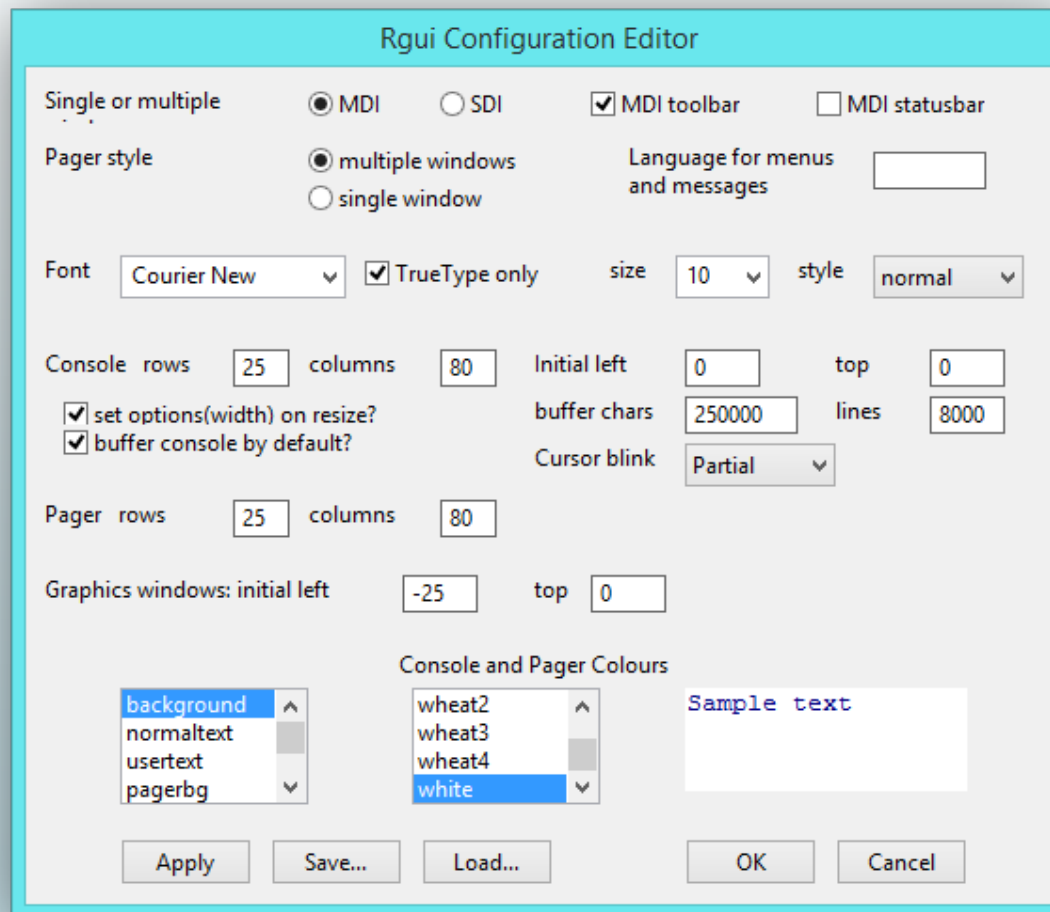 Rgui Configuration Editor
Single or multiple MDI SDI MDI toolbar MDI statusbar
Pager style multiple windows Language for menus
single window and messages
Font Courier New TrueType only size 10 style normal
Console rows 25 columns 80 Initial left 0 top 0
set options(width) on resize? buffer chars 250000 lines 8000
buffer console by default? Cursor blink Partial
Pager rows 25 columns 80
Graphics windows: initial left -25 top 0
Console and Pager Colours
background wheat2 Sample text
normaltext wheat3
usertext wheat4
pagerbg white
Apply Save... Load... OK Cancel